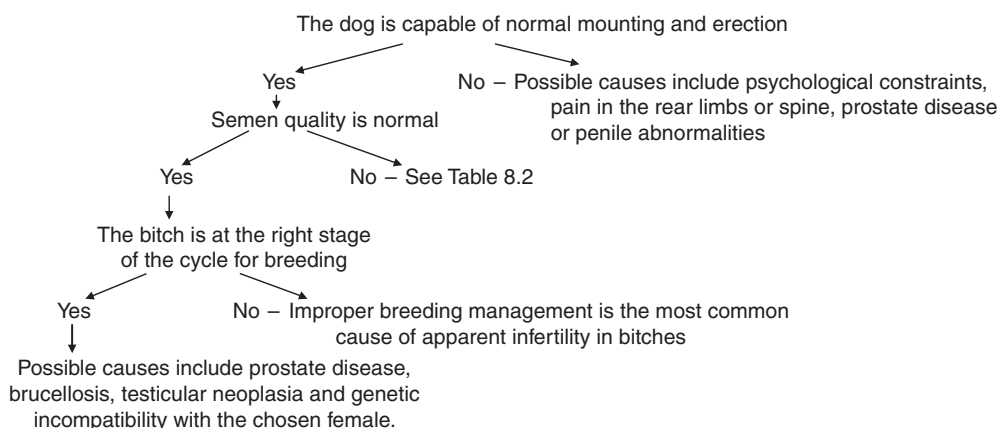 The dog is capable of normal mounting and erection
Yes
No – Possible causes include psychological constraints,
pain in the rear limbs or spine, prostate disease
or penile abnormalities
Semen quality is normal
Yes
No – See Table 8.2
The bitch is at the right stage
of the cycle for breeding
Yes
No – Improper breeding management is the most common
cause of apparent infertility in bitches
Possible causes include prostate disease,
brucellosis, testicular neoplasia and genetic
incompatibility with the chosen female.